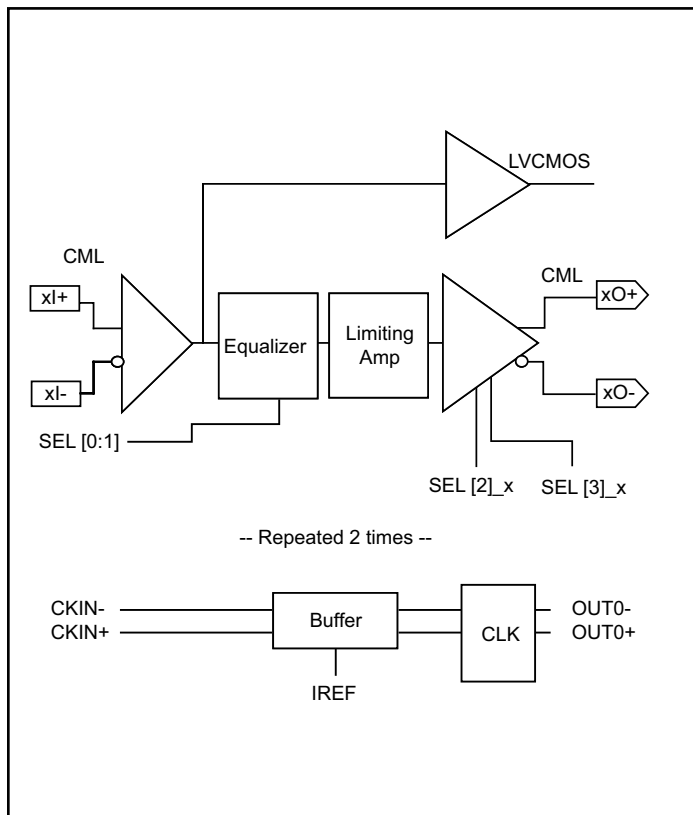 LVCMOS
CML
CML
xI+
xO+
Equalizer
Limiting
Amp
xI-
xO-
SEL [0:1]
SEL [2]_x
SEL [3]_x
-- Repeated 2 times --
CKIN-
OUT0-
Buffer
CKIN+
CLK
OUT0+
IREF